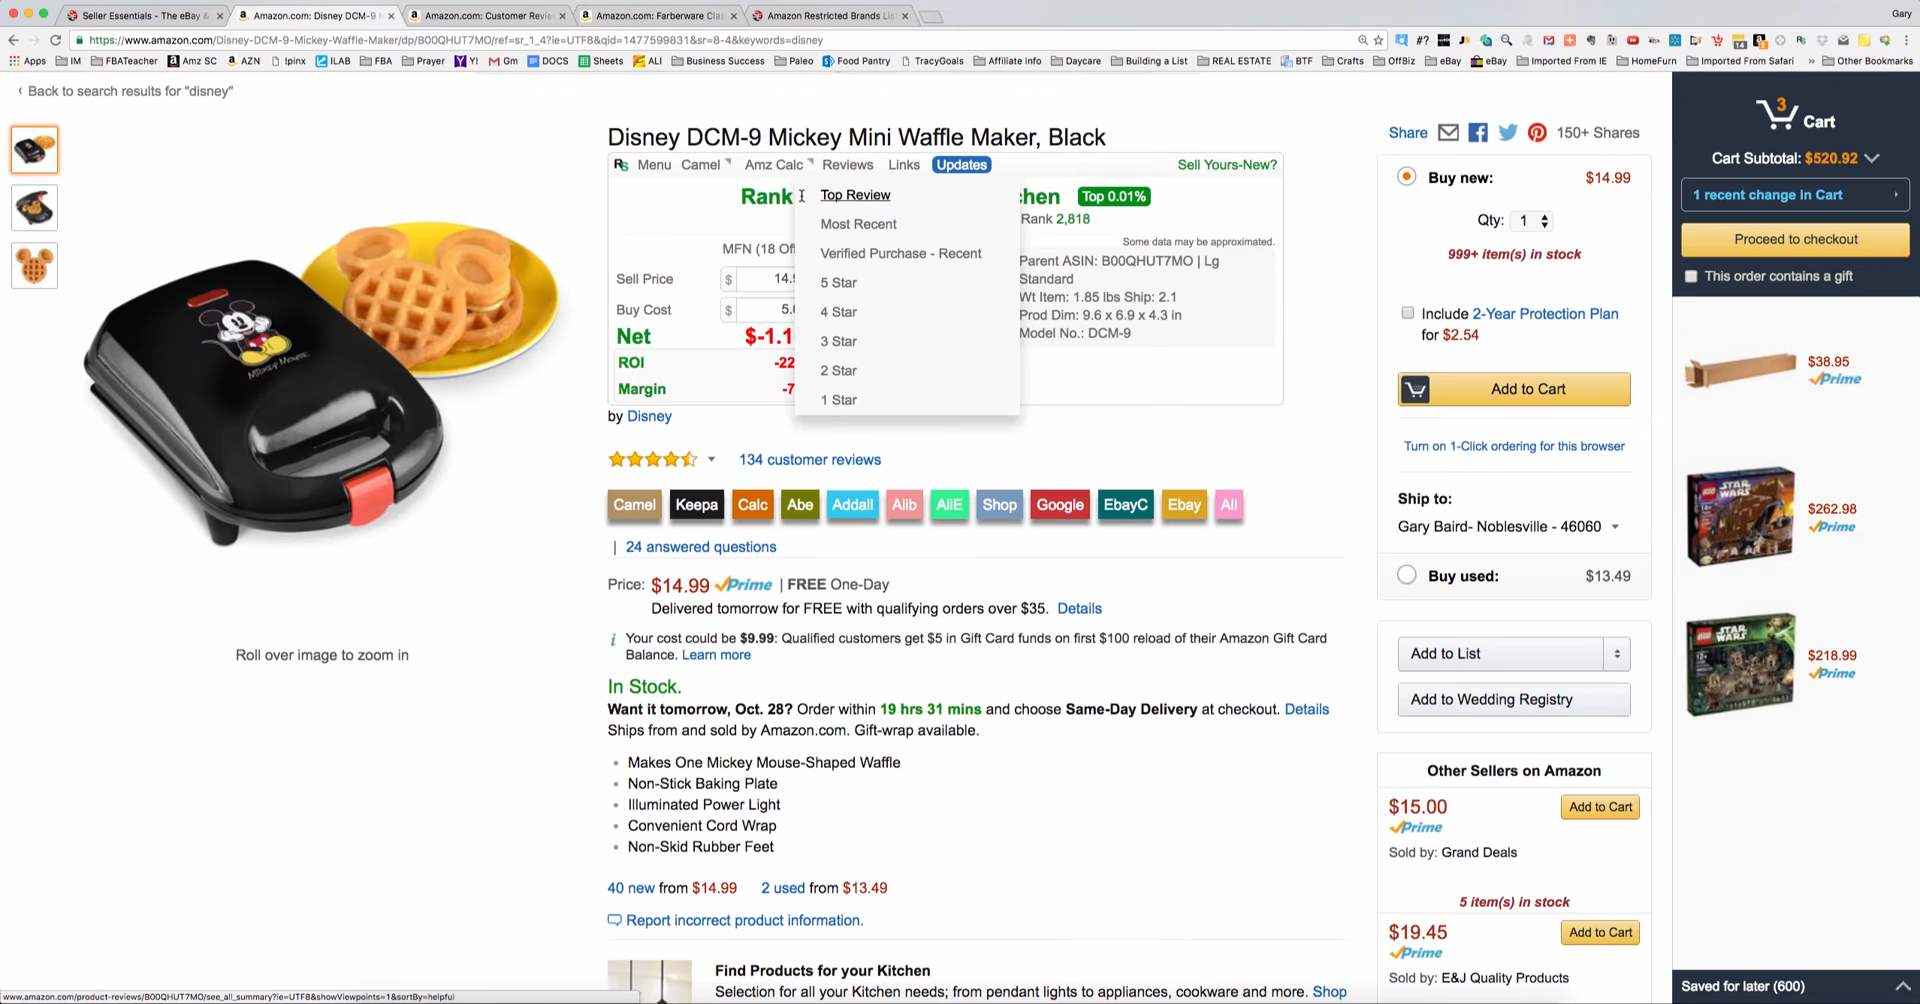 Seller Essentials - The eBay &
Amazon.com: Disney DCM-9
Amazon.com: Customer Revie
Amazon.com: Farberware Clas
Amazon Restricted Brands Lis
Gary
https://www.amazon.com/Disney-DCM-9-Mickey-Waffle-Maker/dp/B00QHUT7MO/ref=sr_1_4?ie=UTF8&qid=1477599831&sr=8-4&keywords=disney
Apps IM FBATeacher Amz SC AZN !pinx ILAB FBA Prayer Y! Gm DOCS Sheets ALI Business Success Paleo Food Pantry TracyGoals Affiliate Info Daycare Building a List REAL ESTATE BTF Crafts OffBiz eBay eBay Imported From IE HomeFurn Imported From Safari » Other Bookmarks
‹ Back to search results for "disney"
Disney DCM-9 Mickey Mini Waffle Maker, Black
Menu Camel Amz Calc Reviews Links Updates Sell Yours-New?
Rank
chen Top 0.01%
Rank 2,818
Top Review
Most Recent
Verified Purchase - Recent
5 Star
4 Star
3 Star
2 Star
1 Star
MFN (18 Of
Some data may be approximated.
Sell Price $ 14.
Buy Cost $ 5.
Net $-1.1
ROI -22
Margin -7
Parent ASIN: B00QHUT7MO | Lg
Standard
Wt Item: 1.85 lbs Ship: 2.1
Prod Dim: 9.6 x 6.9 x 4.3 in
Model No.: DCM-9
by Disney
134 customer reviews
Camel Keepa Calc Abe Addall Alib AliE Shop Google EbayC Ebay All
| 24 answered questions
Price: $14.99 Prime | FREE One-Day
Delivered tomorrow for FREE with qualifying orders over $35. Details
Your cost could be $9.99: Qualified customers get $5 in Gift Card funds on first $100 reload of their Amazon Gift Card
Balance. Learn more
In Stock.
Want it tomorrow, Oct. 28? Order within 19 hrs 31 mins and choose Same-Day Delivery at checkout. Details
Ships from and sold by Amazon.com. Gift-wrap available.
• Makes One Mickey Mouse-Shaped Waffle
• Non-Stick Baking Plate
• Illuminated Power Light
• Convenient Cord Wrap
• Non-Skid Rubber Feet
40 new from $14.99 2 used from $13.49
Report incorrect product information.
Find Products for your Kitchen
Selection for all your Kitchen needs; from pendant lights to appliances, cookware and more. Shop
MICKEY MOUSE
Roll over image to zoom in
www.amazon.com/product-reviews/B00QHUT7MO/see_all_summary?ie=UTF8&showViewpoints=1&sortBy=helpful
Share 150+ Shares
Buy new: $14.99
Qty: 1
999+ item(s) in stock
Include 2-Year Protection Plan
for $2.54
Add to Cart
Turn on 1-Click ordering for this browser
Ship to:
Gary Baird- Noblesville - 46060
Buy used: $13.49
Add to List
Add to Wedding Registry
Other Sellers on Amazon
$15.00 Add to Cart
Prime
Sold by: Grand Deals
5 item(s) in stock
$19.45 Add to Cart
Prime
Sold by: E&J Quality Products
3
Cart
Cart Subtotal: $520.92
1 recent change in Cart
Proceed to checkout
This order contains a gift
$38.95
Prime
STAR WARS
$262.98
Prime
STAR WARS
$218.99
Prime
Saved for later (600)